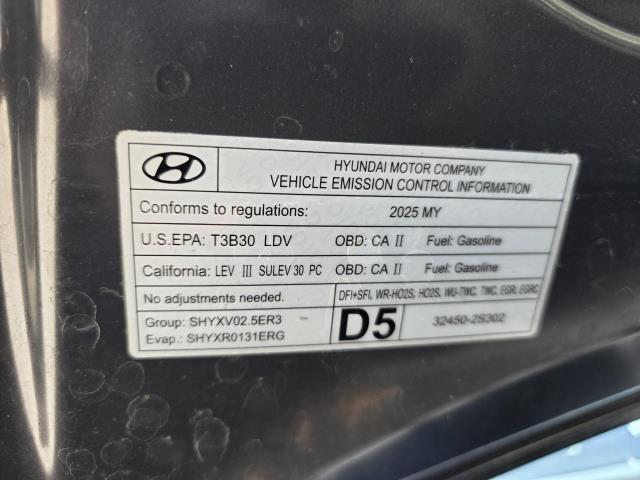 HYUNDAI MOTOR COMPANY
VEHICLE EMISSION CONTROL INFORMATION
Conforms to regulations: 2025 MY
U.S.EPA: T3B30 LDV OBD: CA II Fuel: Gasoline
California: LEV III SULEV30 PC OBD: CA II Fuel: Gasoline
No adjustments needed. DFI+SFI, WR-HO2S, HO2S, WU-TWC, TWC, EGR, EGRC
Group: SHYXV02.5ER3
Evap.: SHYXR0131ERG
D5
32450-2S302